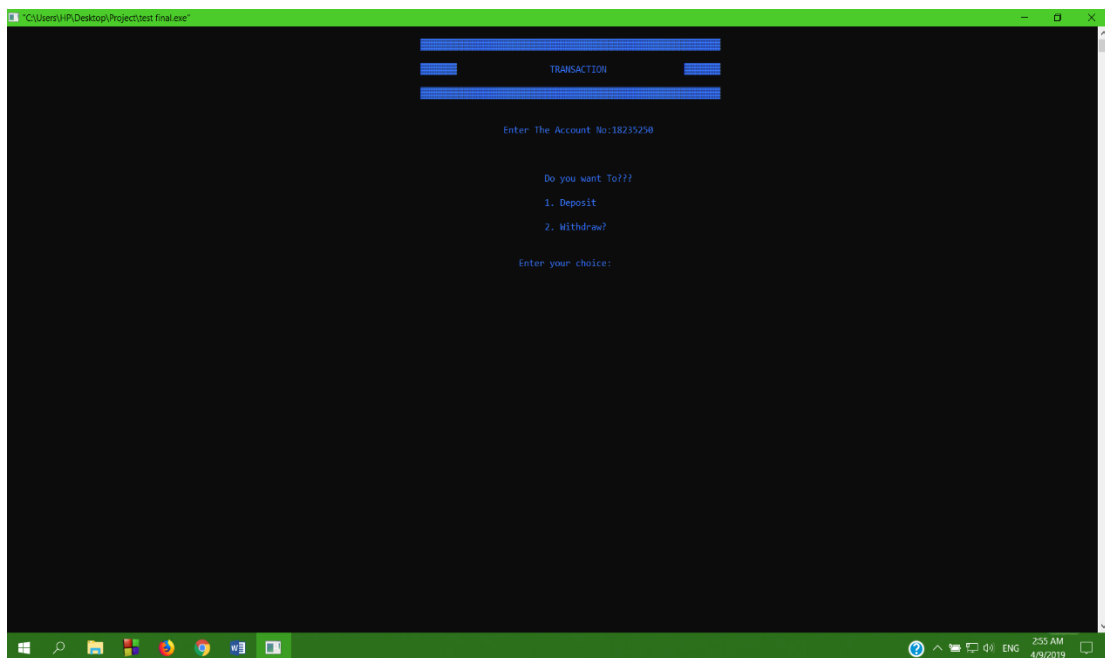 "C:\Users\HP\Desktop\Project\test final.exe"
TRANSACTION
Enter The Account No:18235250
Do you want To???
1. Deposit
2. Withdraw?
Enter your choice:
ENG
2:55 AM
4/9/2019